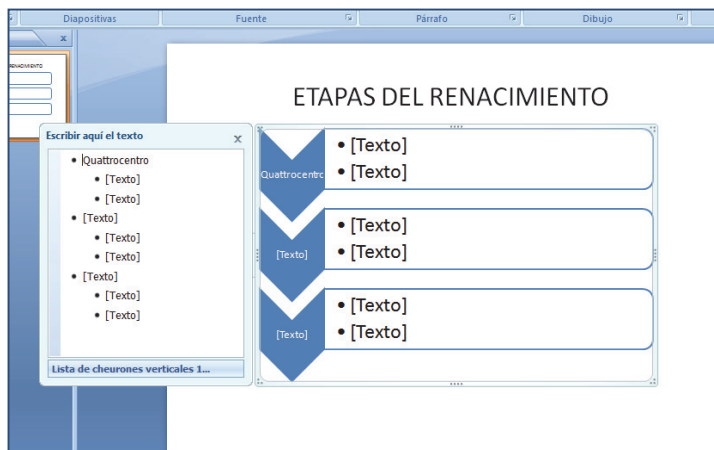 Diapositivas Fuente Párrafo Dibujo
x
RENACIMIENTO
ETAPAS DEL RENACIMIENTO
Escribir aquí el texto x
• Quattrocentro
• [Texto]
• [Texto]
• [Texto]
• [Texto]
• [Texto]
• [Texto]
• [Texto]
• [Texto]
Lista de cheurones verticales 1...
Quattrocentro
• [Texto]
• [Texto]
[Texto]
• [Texto]
• [Texto]
[Texto]
• [Texto]
• [Texto]